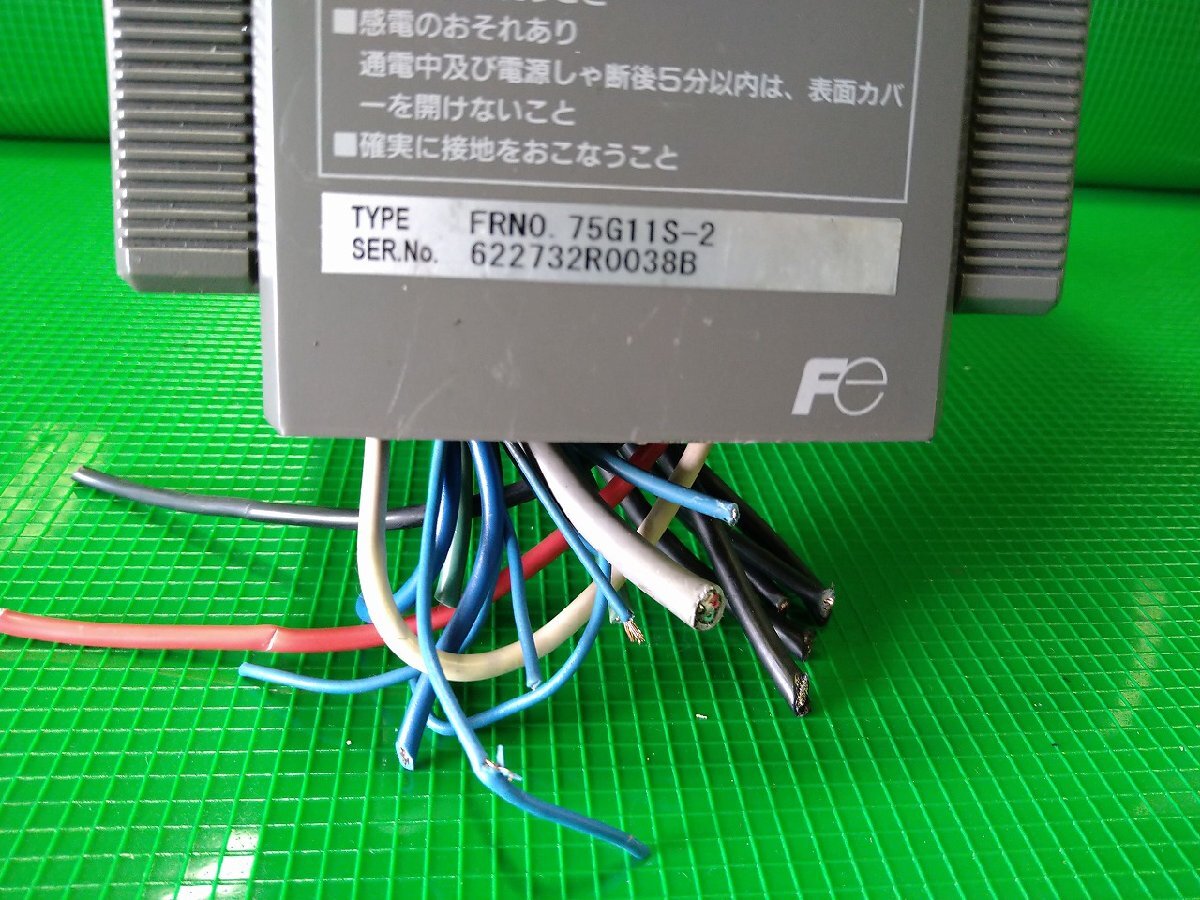 ■感電のおそれあり
通電中及び電源しゃ断後5分以内は、表面カバ
ーを開けないこと
■確実に接地をおこなうこと
TYPE FRN0.75G11S-2
SER.No. 622732R0038B
Fe